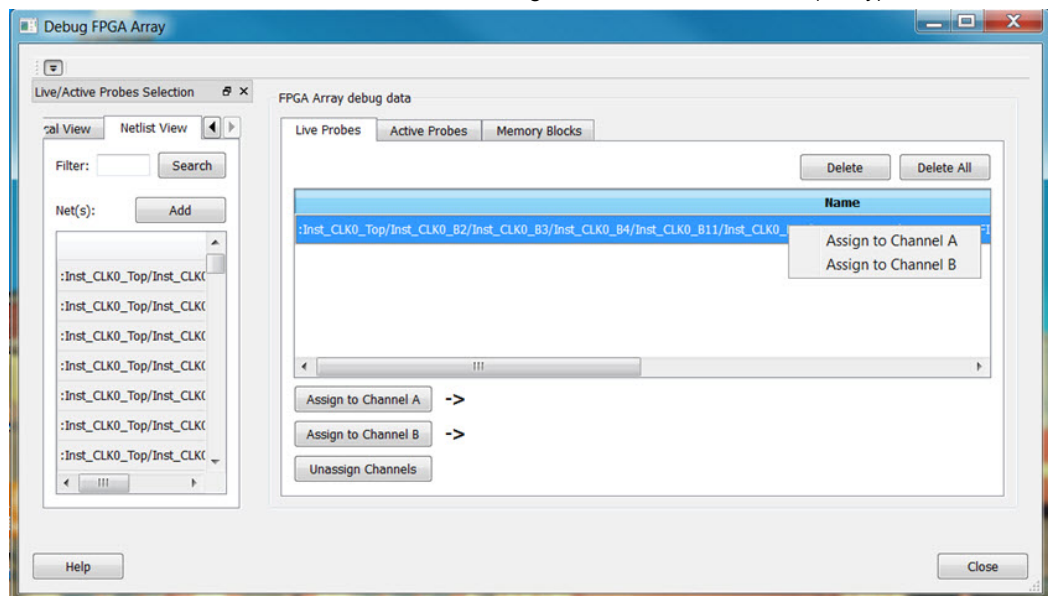 Debug FPGA Array
Live/Active Probes Selection
cal View Netlist View
Filter: Search
Net(s): Add
:Inst_CLK0_Top/Inst_CLK(
:Inst_CLK0_Top/Inst_CLK(
:Inst_CLK0_Top/Inst_CLK(
:Inst_CLK0_Top/Inst_CLK(
:Inst_CLK0_Top/Inst_CLK(
:Inst_CLK0_Top/Inst_CLK(
:Inst_CLK0_Top/Inst_CLK(
FPGA Array debug data
Live Probes Active Probes Memory Blocks
Delete Delete All
Name
:Inst_CLK0_Top/Inst_CLK0_B2/Inst_CLK0_B3/Inst_CLK0_B4/Inst_CLK0_B11/Inst_CLK0_
Assign to Channel A
Assign to Channel B
Assign to Channel A ->
Assign to Channel B ->
Unassign Channels
Help Close